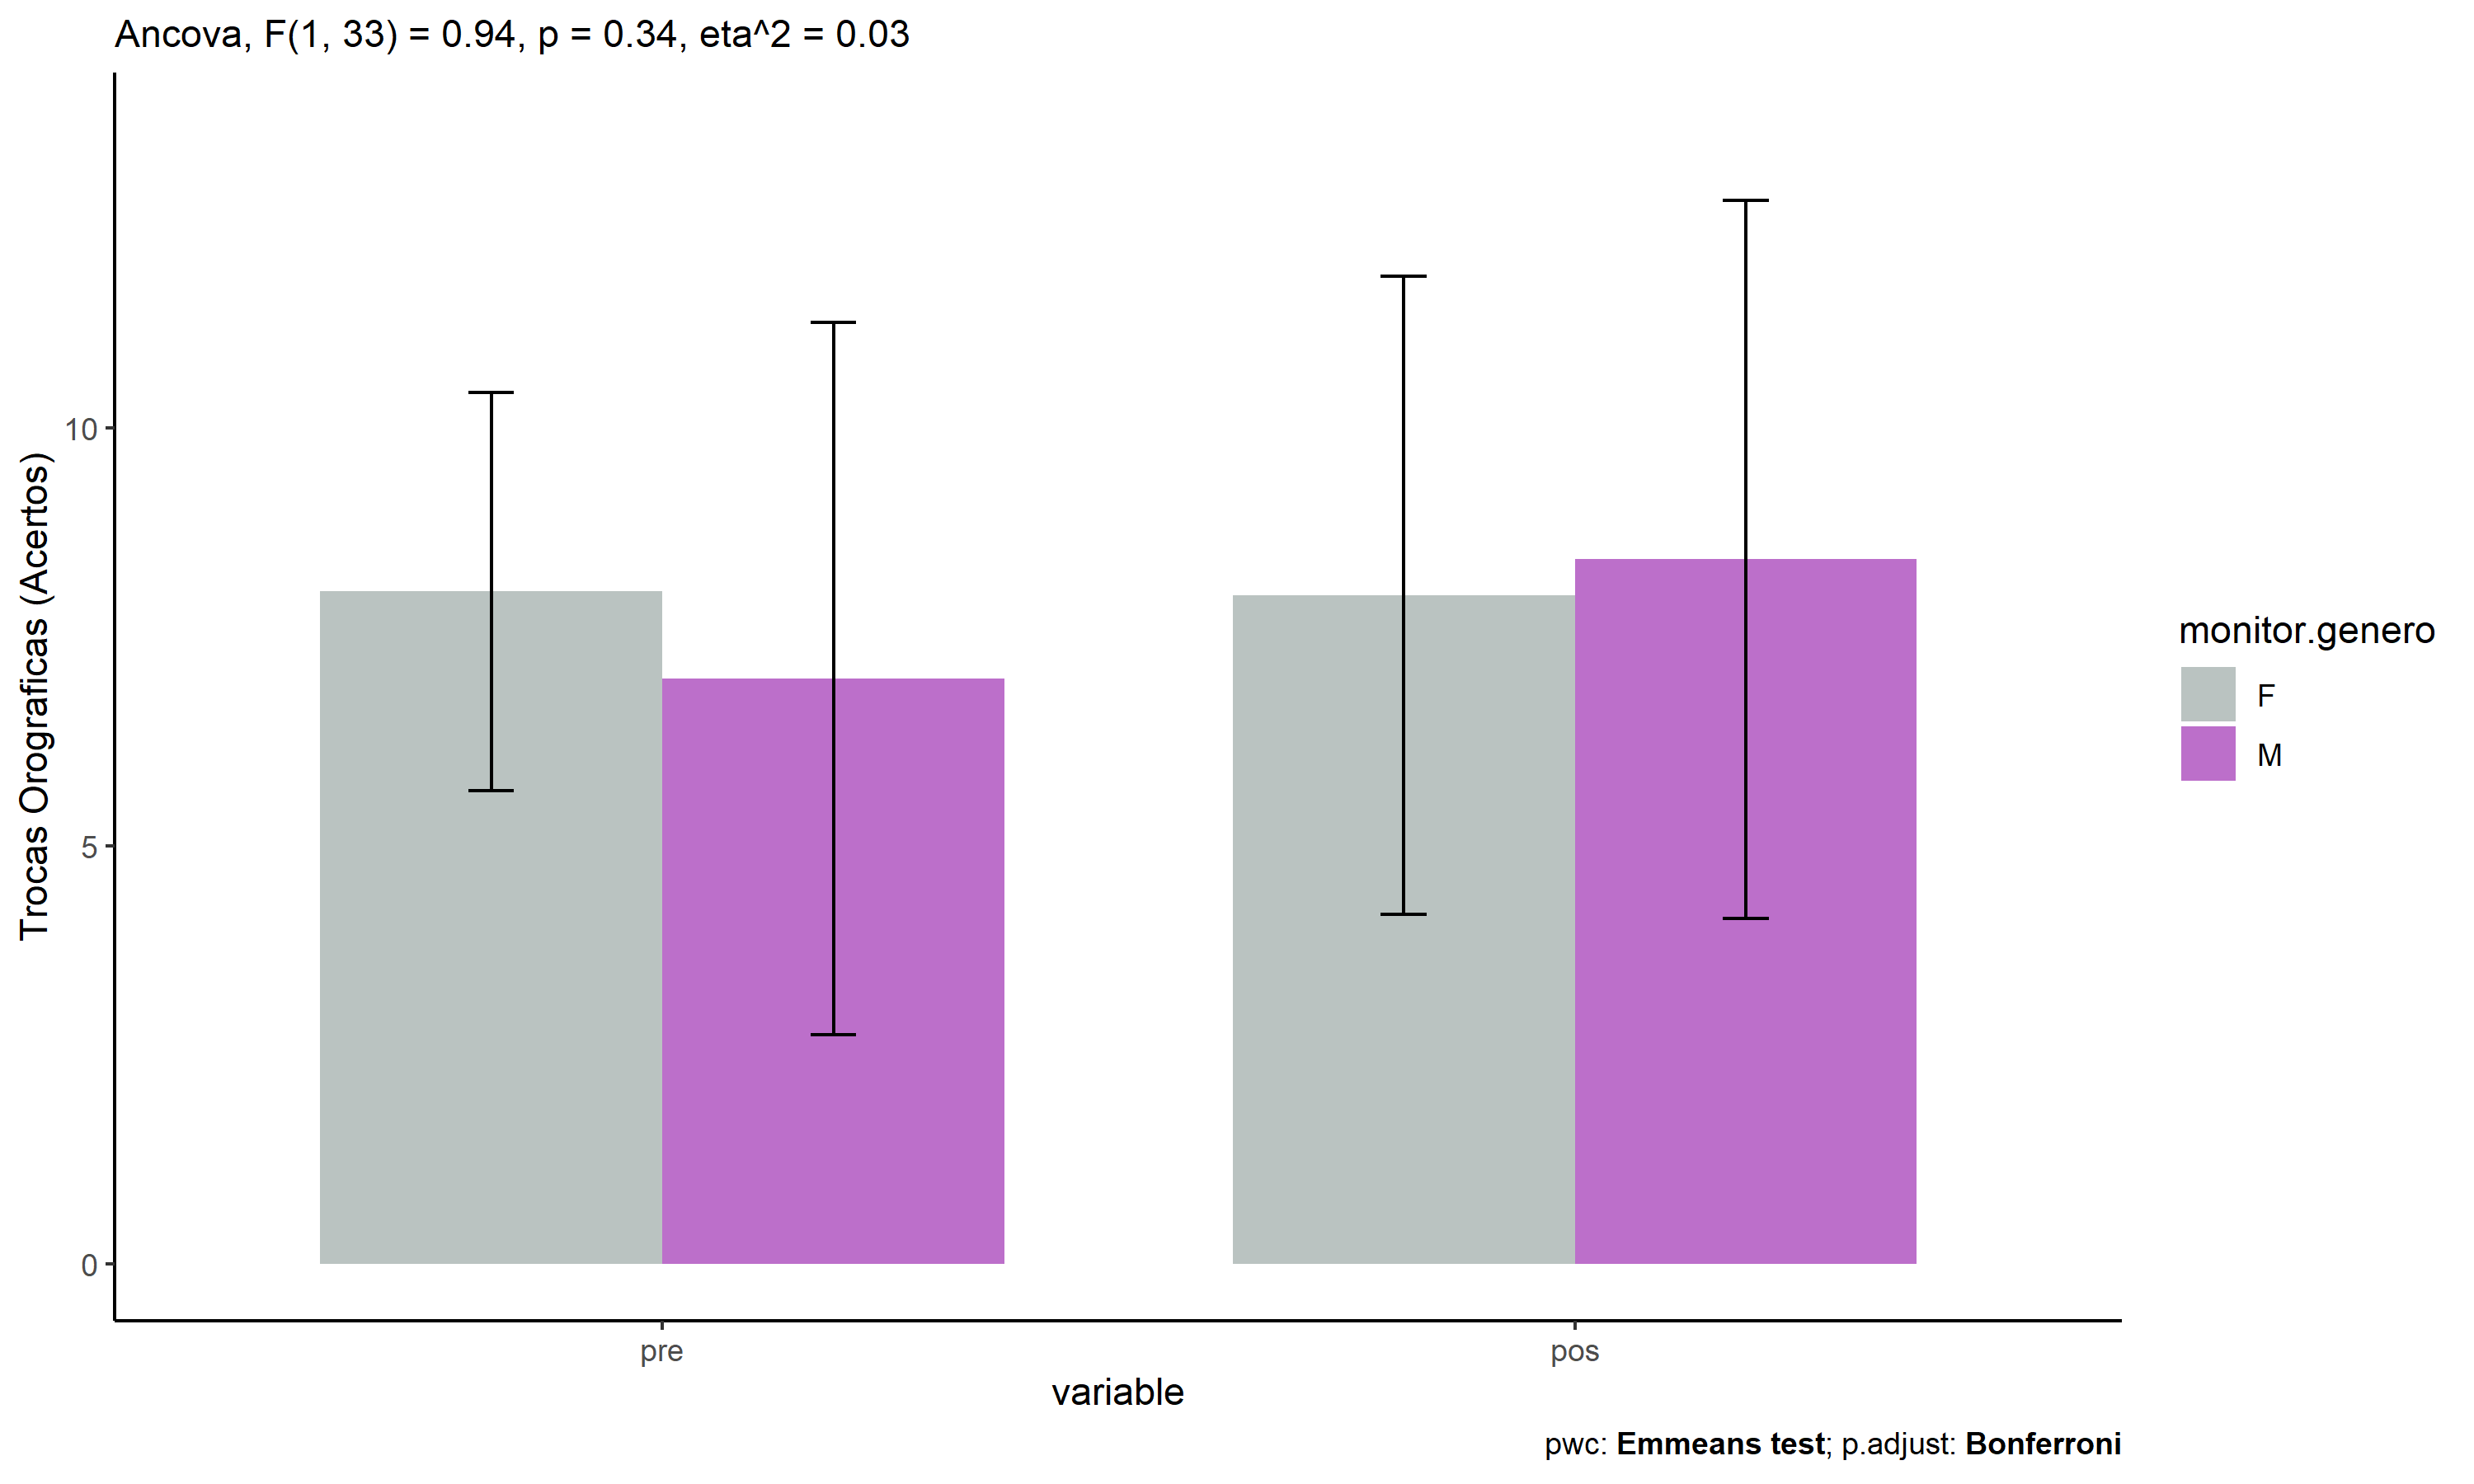 Ancova, F(1, 33) = 0.94, p = 0.34, eta^2 = 0.03
Trocas Orograficas (Acertos)
10
5
0
pre
pos
variable
monitor.genero
F
M
pwc: Emmeans test; p.adjust: Bonferroni